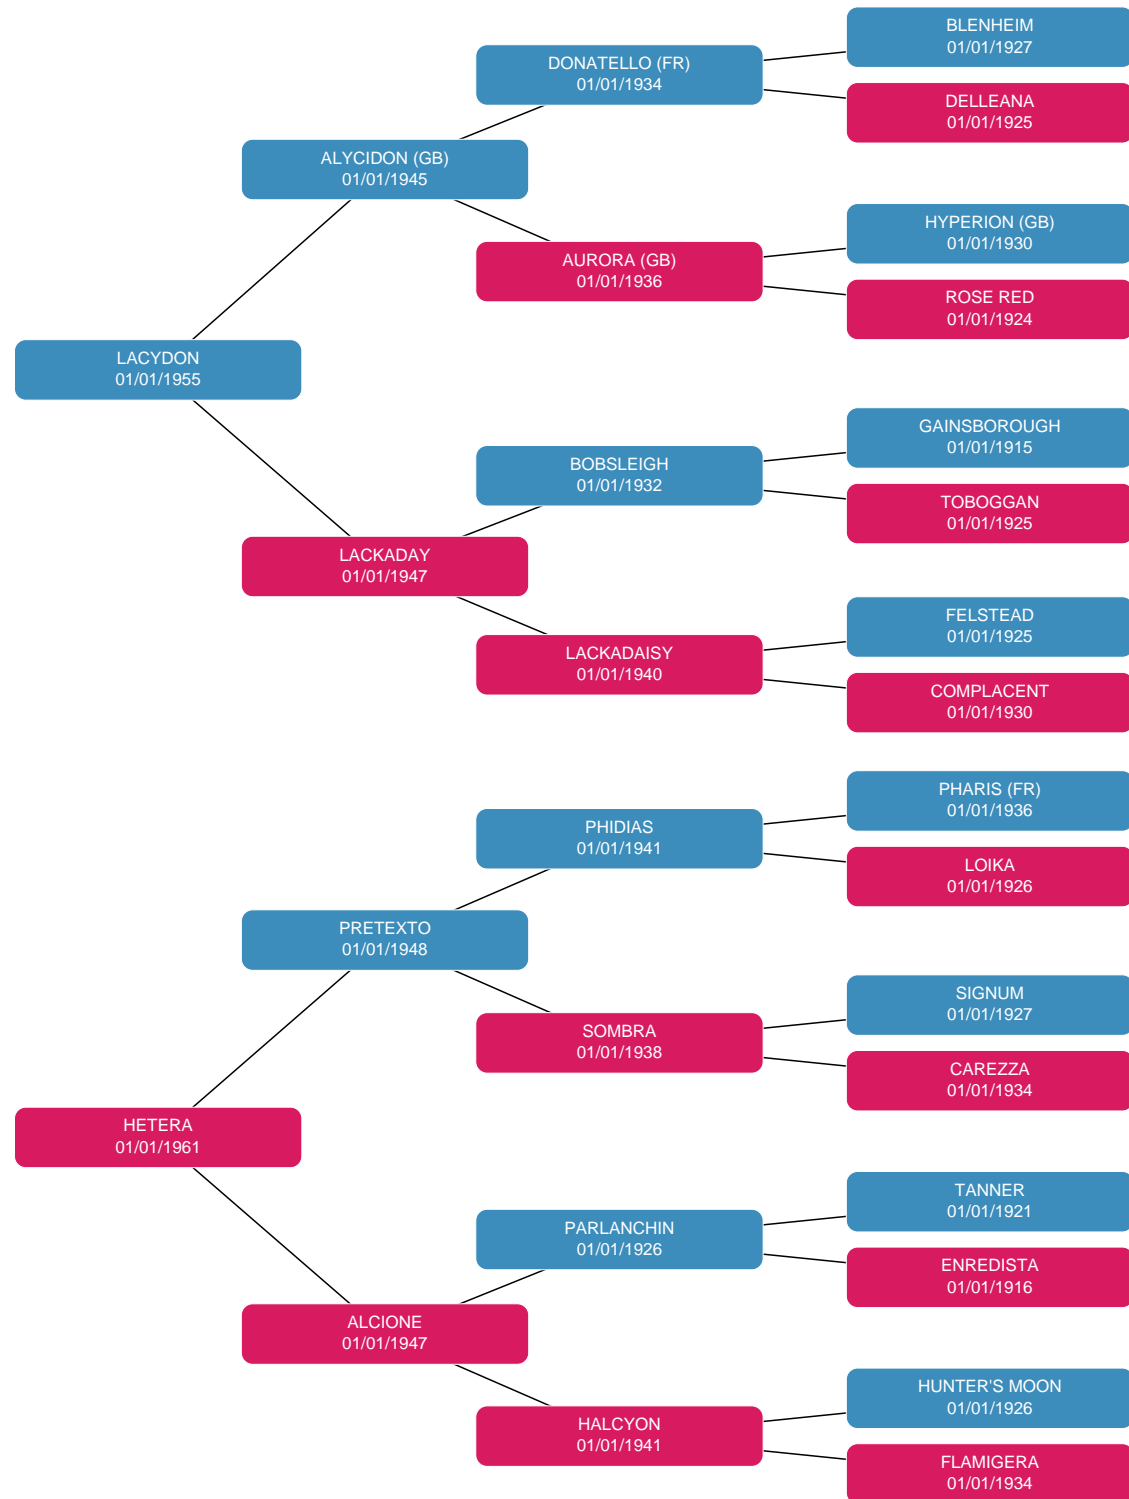 BLENHEIM
01/01/1927
DONATELLO (FR)
01/01/1934
DELLEANA
01/01/1925
ALYCIDON (GB)
01/01/1945
HYPERION (GB)
01/01/1930
AURORA (GB)
01/01/1936
ROSE RED
01/01/1924
LACYDON
01/01/1955
GAINSBOROUGH
01/01/1915
BOBSLEIGH
01/01/1932
TOBOGGAN
01/01/1925
LACKADAY
01/01/1947
FELSTEAD
01/01/1925
LACKADAISY
01/01/1940
COMPLACENT
01/01/1930
PHARIS (FR)
01/01/1936
PHIDIAS
01/01/1941
LOIKA
01/01/1926
PRETEXTO
01/01/1948
SIGNUM
01/01/1927
SOMBRA
01/01/1938
CAREZZA
01/01/1934
HETERA
01/01/1961
TANNER
01/01/1921
PARLANCHIN
01/01/1926
ENREDISTA
01/01/1916
ALCIONE
01/01/1947
HUNTER'S MOON
01/01/1926
HALCYON
01/01/1941
FLAMIGERA
01/01/1934